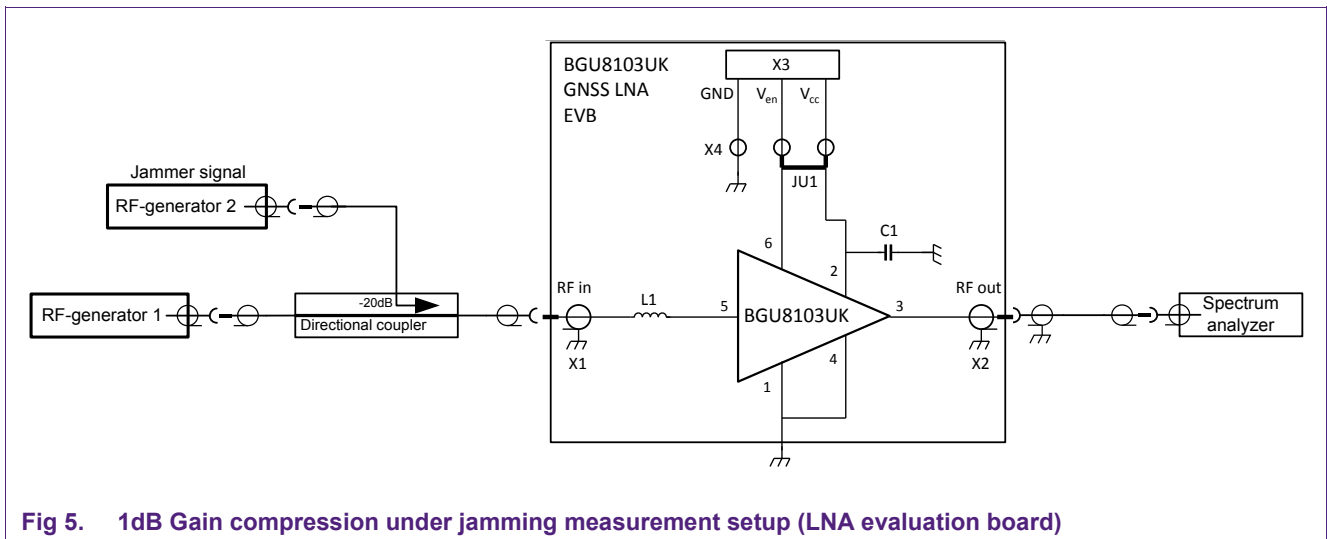 BGU8103UK
GNSS LNA
EVB
X3
GND
Ven
Vcc
X4
JU1
Jammer signal
RF-generator 2
C1
6
2
-20dB
RF in
L1
RF out
RF-generator 1
Directional coupler
5
BGU8103UK
3
Spectrum
analyzer
X1
4
X2
1
Fig 5. 1dB Gain compression under jamming measurement setup (LNA evaluation board)